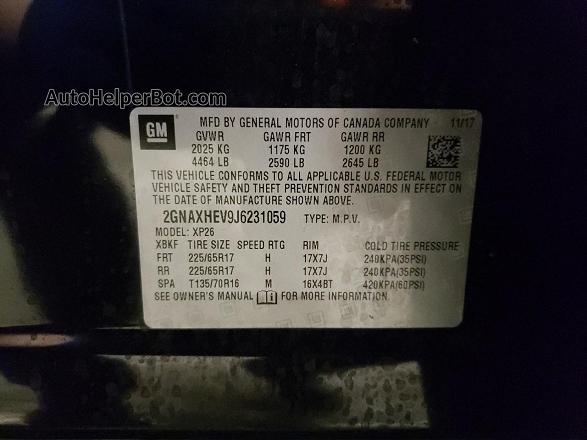 AutoHelperBot.com
GM
MFD BY GENERAL MOTORS OF CANADA COMPANY 11/17
GVWR GAWR FRT GAWR RR
2025 KG 1175 KG 1200 KG
4464 LB 2590 LB 2645 LB
THIS VEHICLE CONFORMS TO ALL APPLICABLE U.S. FEDERAL MOTOR
VEHICLE SAFETY AND THEFT PREVENTION STANDARDS IN EFFECT ON
THE DATE OF MANUFACTURE SHOWN ABOVE.
2GNAXHEV9J6231059 TYPE: M.P.V.
MODEL: XP26
XBKF TIRE SIZE SPEED RTG RIM COLD TIRE PRESSURE
FRT 225/65R17 H 17X7J 240KPA(35PSI)
RR 225/65R17 H 17X7J 240KPA(35PSI)
SPA T135/70R16 M 16X4BT 420KPA(60PSI)
SEE OWNER'S MANUAL FOR MORE INFORMATION.